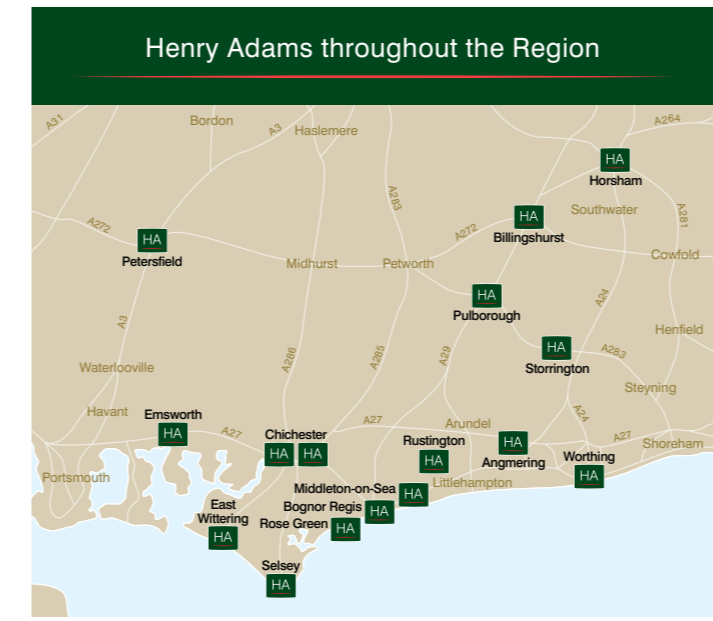 Henry Adams throughout the Region
A31
Bordon
A3
Haslemere
A264
HA
Horsham
A283
Southwater
A281
A272
HA
Petersfield
A272
HA
Billingshurst
Midhurst
Petworth
Cowfold
HA
Pulborough
A24
A3
A286
A285
A29
Henfield
HA
Storrington
A283
Waterlooville
Steyning
Havant
Emsworth
HA
A27
Chichester
HA
HA
A27
Arundel
A24
A27
Shoreham
Rustington
HA
HA
Angmering
Worthing
HA
Portsmouth
Littlehampton
Middleton-on-Sea
HA
Bognor Regis
HA
Rose Green
HA
East
Wittering
HA
Selsey
HA